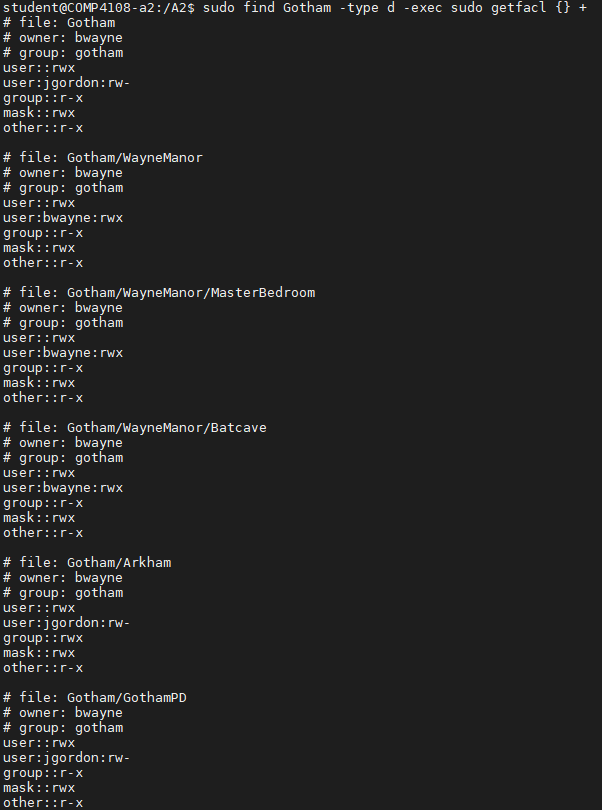 student@COMP4108-a2:/A2$ sudo find Gotham -type d -exec sudo getfacl {} +
# file: Gotham
# owner: bwayne
# group: gotham
user::rwx
user:jgordon:rw-
group::r-x
mask::rwx
other::r-x

# file: Gotham/WayneManor
# owner: bwayne
# group: gotham
user::rwx
user:bwayne:rwx
group::r-x
mask::rwx
other::r-x

# file: Gotham/WayneManor/MasterBedroom
# owner: bwayne
# group: gotham
user::rwx
user:bwayne:rwx
group::r-x
mask::rwx
other::r-x

# file: Gotham/WayneManor/Batcave
# owner: bwayne
# group: gotham
user::rwx
user:bwayne:rwx
group::r-x
mask::rwx
other::r-x

# file: Gotham/Arkham
# owner: bwayne
# group: gotham
user::rwx
user:jgordon:rw-
group::rwx
mask::rwx
other::r-x

# file: Gotham/GothamPD
# owner: bwayne
# group: gotham
user::rwx
user:jgordon:rw-
group::r-x
mask::rwx
other::r-x